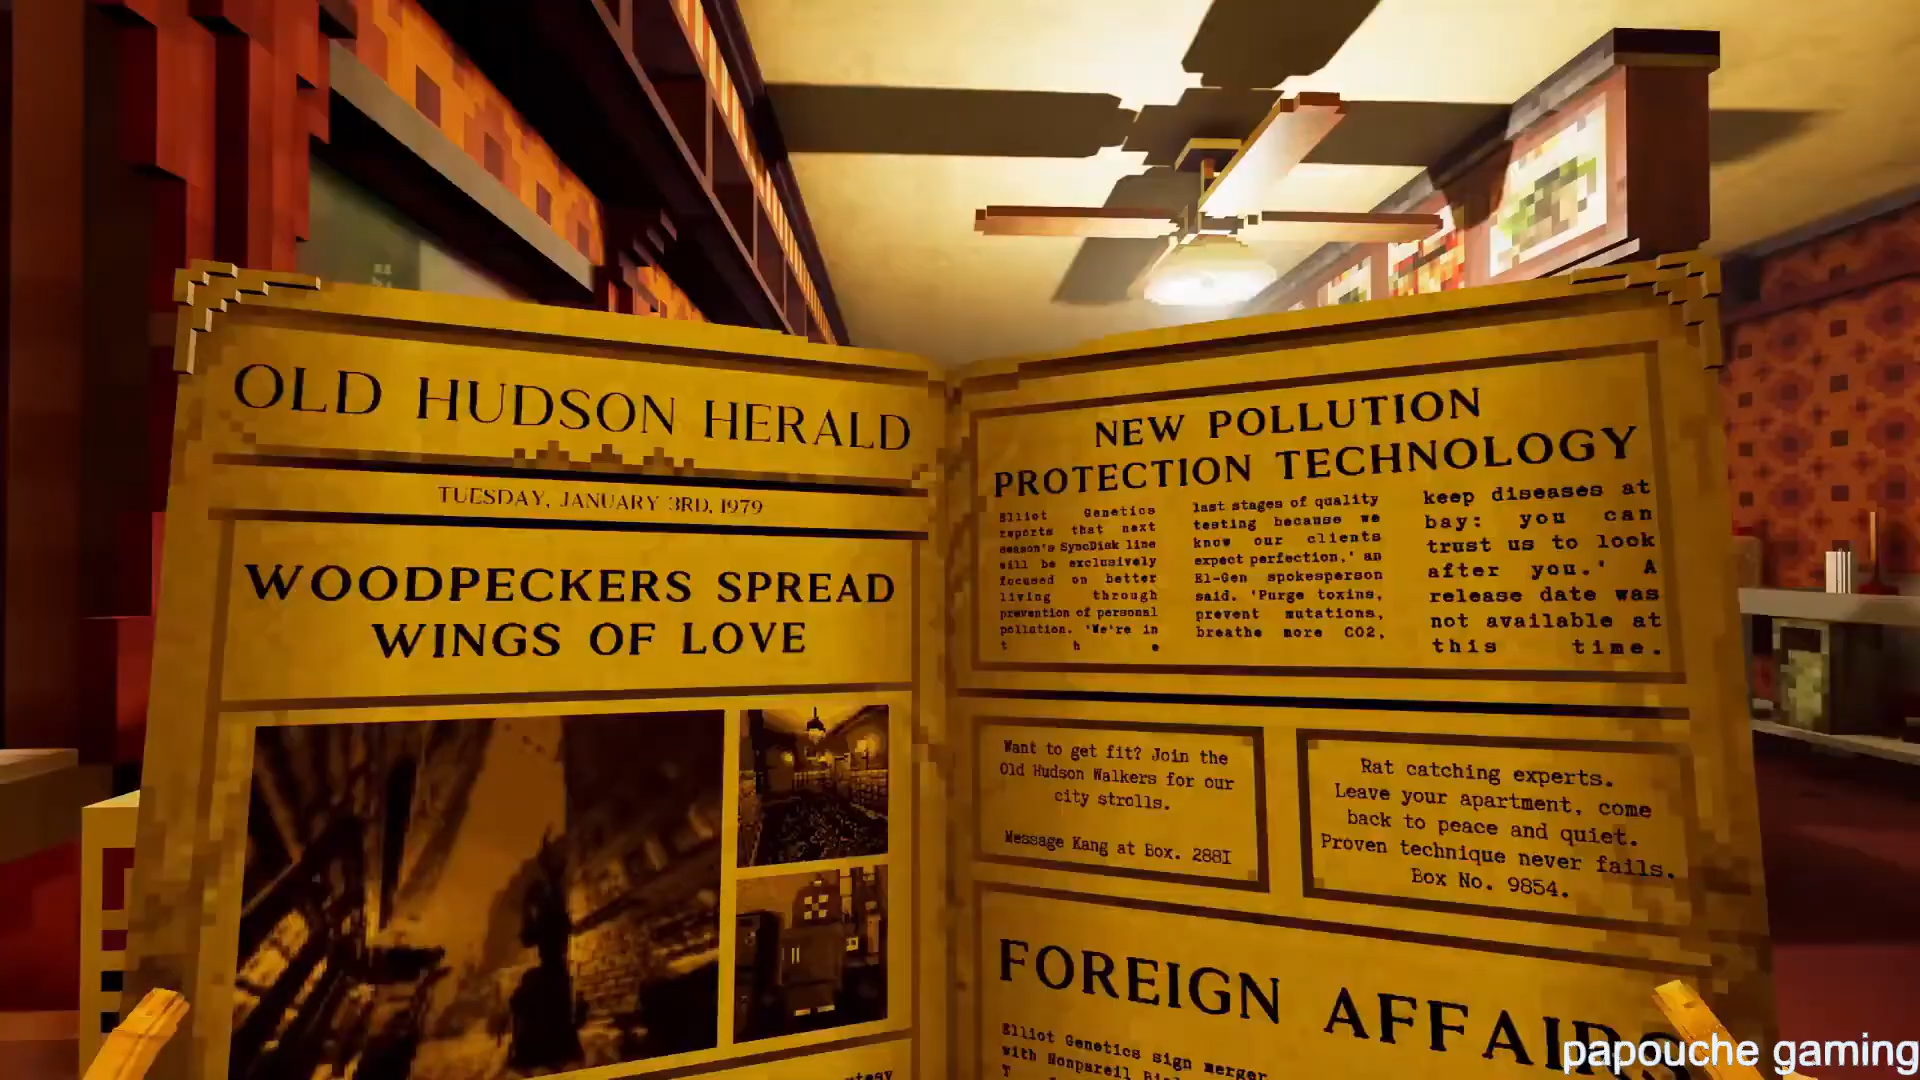 OLD HUDSON HERALD
TUESDAY, JANUARY 3RD, 1979
WOODPECKERS SPREAD
WINGS OF LOVE
NEW POLLUTION
PROTECTION TECHNOLOGY
Elliot Genetics
reports that next
season's SyncDisk line
will be exclusively
focused on better
living through
prevention of personal
pollution. 'We're in
t h e
last stages of quality
testing because we
know our clients
expect perfection,' an
El-Gen spokesperson
said. 'Purge toxins,
prevent mutations,
breathe more CO2,
keep diseases at
bay: you can
trust us to look
after you.' A
release date was
not available at
this time.
Want to get fit? Join the
Old Hudson Walkers for our
city strolls.
Message Kang at Box. 2881
Rat catching experts.
Leave your apartment, come
back to peace and quiet.
Proven technique never fails.
Box No. 9854.
FOREIGN AFFAIRS
Elliot Genetics sign merger
with Nonpareil
papouche gaming